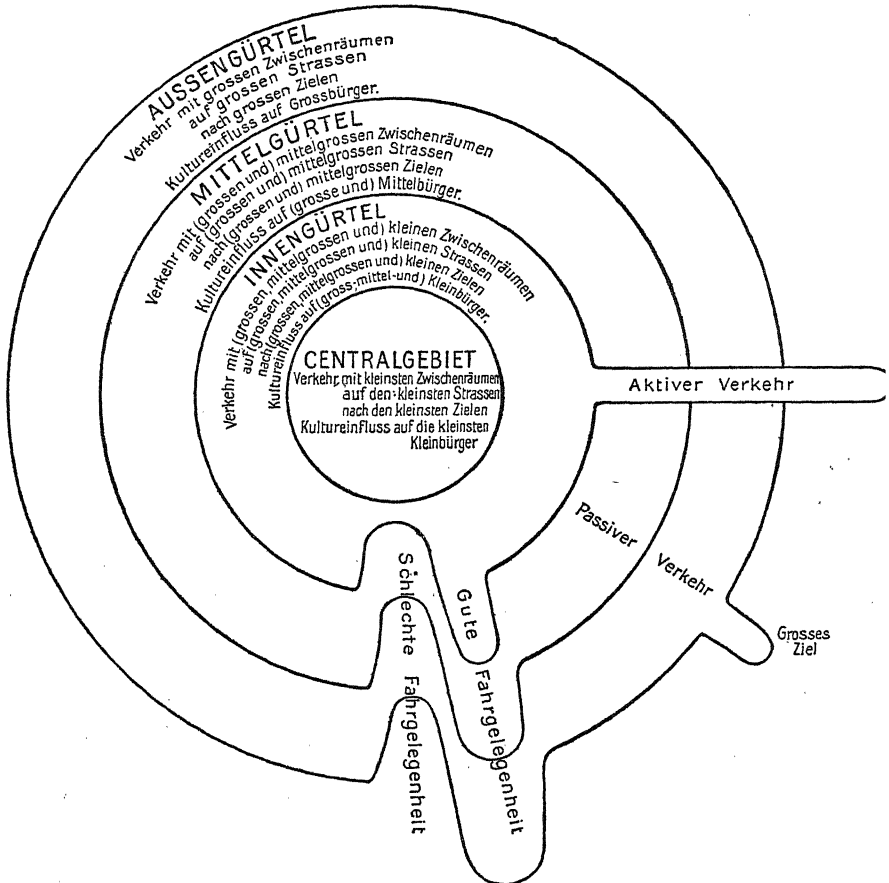 AUSSENGÜRTEL
Verkehr mit grossen Zwischenräumen
auf grossen Strassen
nach grossen Zielen
Kultureinfluss auf Grossbürger.
MITTELGÜRTEL
Verkehr mit (grossen und) mittelgrossen Zwischenräumen
auf (grossen und) mittelgrossen Strassen
nach (grossen und) mittelgrossen Zielen
Kultureinfluss auf (grosse und) Mittelbürger.
INNENGÜRTEL
Verkehr mit (grossen, mittelgrossen und) kleinen Zwischenräumen
auf (grossen, mittelgrossen und) kleinen Strassen
nach (grossen, mittelgrossen und) kleinen Zielen
Kultureinfluss auf (gross-, mittel- und) Kleinbürger.
CENTRALGEBIET
Verkehr mit kleinsten Zwischenräumen
auf den kleinsten Strassen
nach den kleinsten Zielen
Kultureinfluss auf die kleinsten
Kleinbürger
Aktiver Verkehr
Passiver Verkehr
Grosses
Ziel
Schlechte Fahrgelegenheit
Gute Fahrgelegenheit